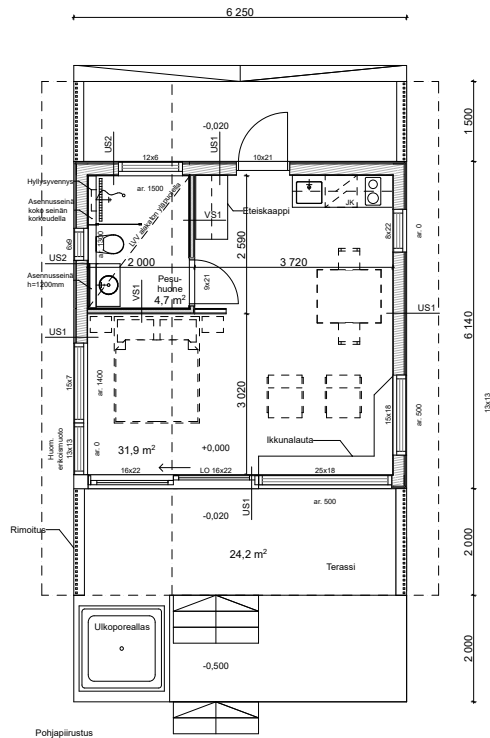 6 250
1 500
-0,020
US2
US1
12x6
10x21
Hyllysyvennys
ar. 1500
Asennusseinä
koko seinän
korkeudella
VS1
Eteiskaappi
JK
8x22
ar. 0
ar. 1300
LVV alakaton yläpuolella
2 590
6x9
US2
2 000
3 720
Asennusseinä
h=1200mm
Pesu-
huone
4,7 m²
9x21
VS1
US1
US1
6 140
15x7
ar. 1400
3 020
15x18
ar. 500
13x13
Huom.
erikoismuoto
13x13
ar. 0
31,9 m²
+0,000
Ikkunalauta
16x22
LO 16x22
25x18
US1
ar. 500
-0,020
Rimoitus
24,2 m²
Terassi
2 000
Ulkoporeallas
-0,500
2 000
Pohjapiirustus